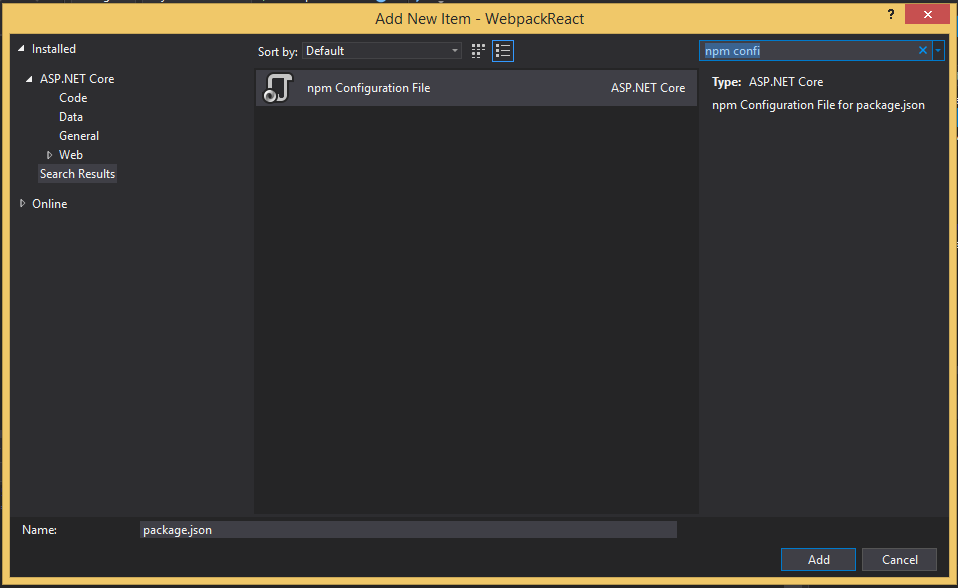 Add New Item - WebpackReact
?
Installed
Sort by: Default
npm confi
ASP.NET Core
Code
Data
General
Web
Search Results
Online
npm Configuration File ASP.NET Core
Type: ASP.NET Core
npm Configuration File for package.json
Name: package.json
Add Cancel